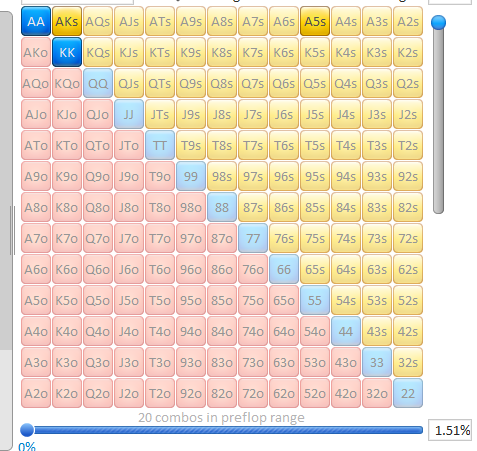 AA AKs AQs AJs ATs A9s A8s A7s A6s A5s A4s A3s A2s
AKo KK KQs KJs KTs K9s K8s K7s K6s K5s K4s K3s K2s
AQo KQo QQ QJs QTs Q9s Q8s Q7s Q6s Q5s Q4s Q3s Q2s
AJo KJo QJo JJ JTs J9s J8s J7s J6s J5s J4s J3s J2s
ATo KTo QTo JTo TT T9s T8s T7s T6s T5s T4s T3s T2s
A9o K9o Q9o J9o T9o 99 98s 97s 96s 95s 94s 93s 92s
A8o K8o Q8o J8o T8o 98o 88 87s 86s 85s 84s 83s 82s
A7o K7o Q7o J7o T7o 97o 87o 77 76s 75s 74s 73s 72s
A6o K6o Q6o J6o T6o 96o 86o 76o 66 65s 64s 63s 62s
A5o K5o Q5o J5o T5o 95o 85o 75o 65o 55 54s 53s 52s
A4o K4o Q4o J4o T4o 94o 84o 74o 64o 54o 44 43s 42s
A3o K3o Q3o J3o T3o 93o 83o 73o 63o 53o 43o 33 32s
A2o K2o Q2o J2o T2o 92o 82o 72o 62o 52o 42o 32o 22
20 combos in preflop range
1.51%
0%